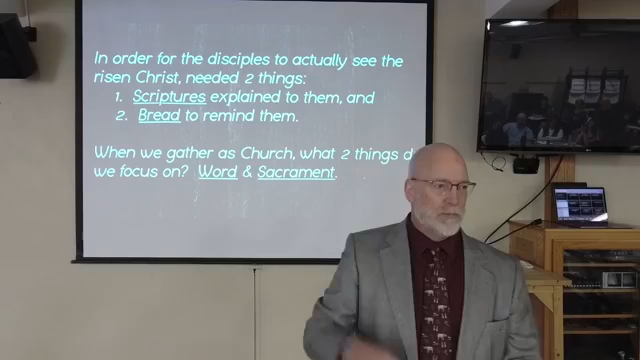 In order for the disciples to actually see the
risen Christ, needed 2 things:
1. Scriptures explained to them, and
2. Bread to remind them.
When we gather as Church, what 2 things
we focus on? Word & Sacrament.